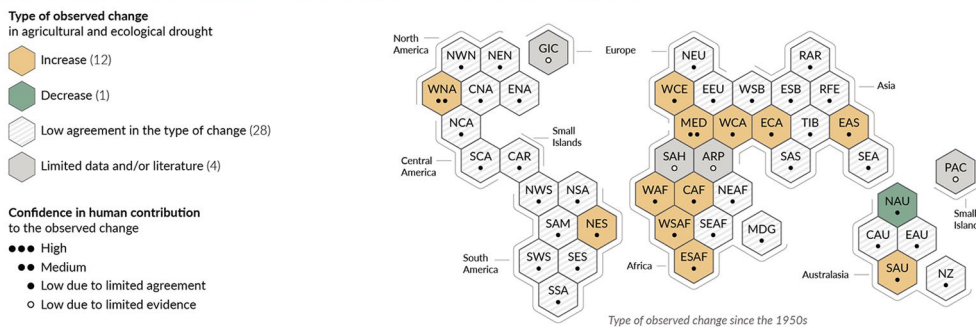 Type of observed change
in agricultural and ecological drought
Increase (12)
Decrease (1)
Low agreement in the type of change (28)
Limited data and/or literature (4)
Confidence in human contribution
to the observed change
High
Medium
Low due to limited agreement
Low due to limited evidence
North
America
GIC
Europe
NWN NEN
NEU
RAR
WNA CNA ENA
WCE EEU WSB ESB RFE
Asia
NCA
MED WCA ECA TIB EAS
Small
Islands
Central
America
SCA CAR
SAH ARP
SAS SEA
PAC
NWS NSA
WAF CAF NEAF
NAU
Small
Island
SAM NES
WSAF SEAF MDG
CAU EAU
South
America
SWS SES
Africa
ESAF
Australasia
SAU NZ
SSA
Type of observed change since the 1950s